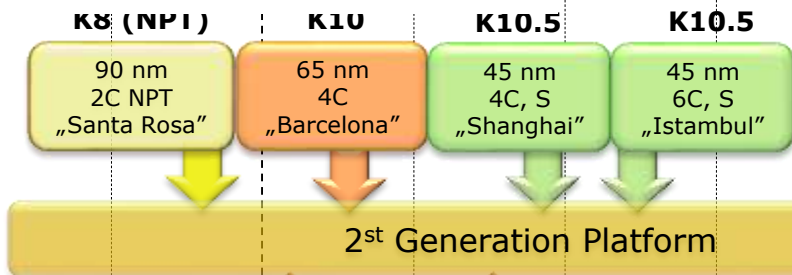 K8 (NPT)
K10
K10.5
K10.5
90 nm
2C NPT
„Santa Rosa”
65 nm
4C
„Barcelona”
45 nm
4C, S
„Shanghai”
45 nm
6C, S
„Istambul”
2st Generation Platform